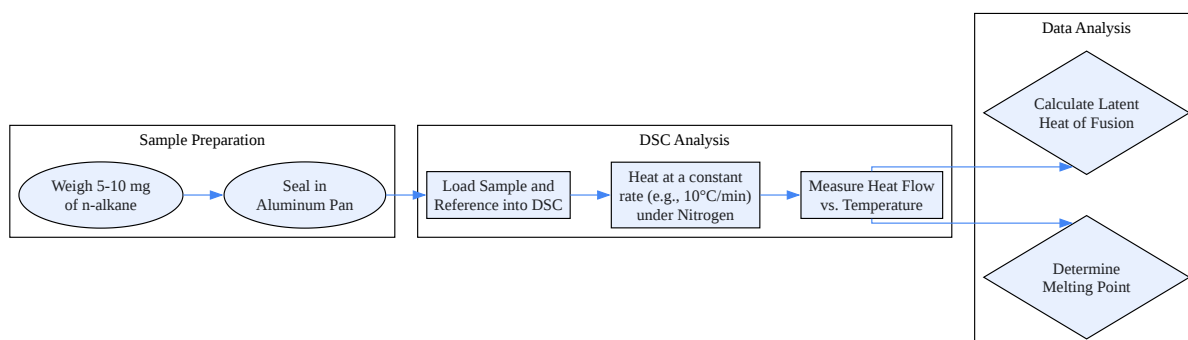 Sample Preparation
Weigh 5-10 mg
of n-alkane
Seal in
Aluminum Pan
DSC Analysis
Load Sample and
Reference into DSC
Heat at a constant
rate (e.g., 10°C/min)
under Nitrogen
Measure Heat Flow
vs. Temperature
Data Analysis
Calculate Latent
Heat of Fusion
Determine
Melting Point